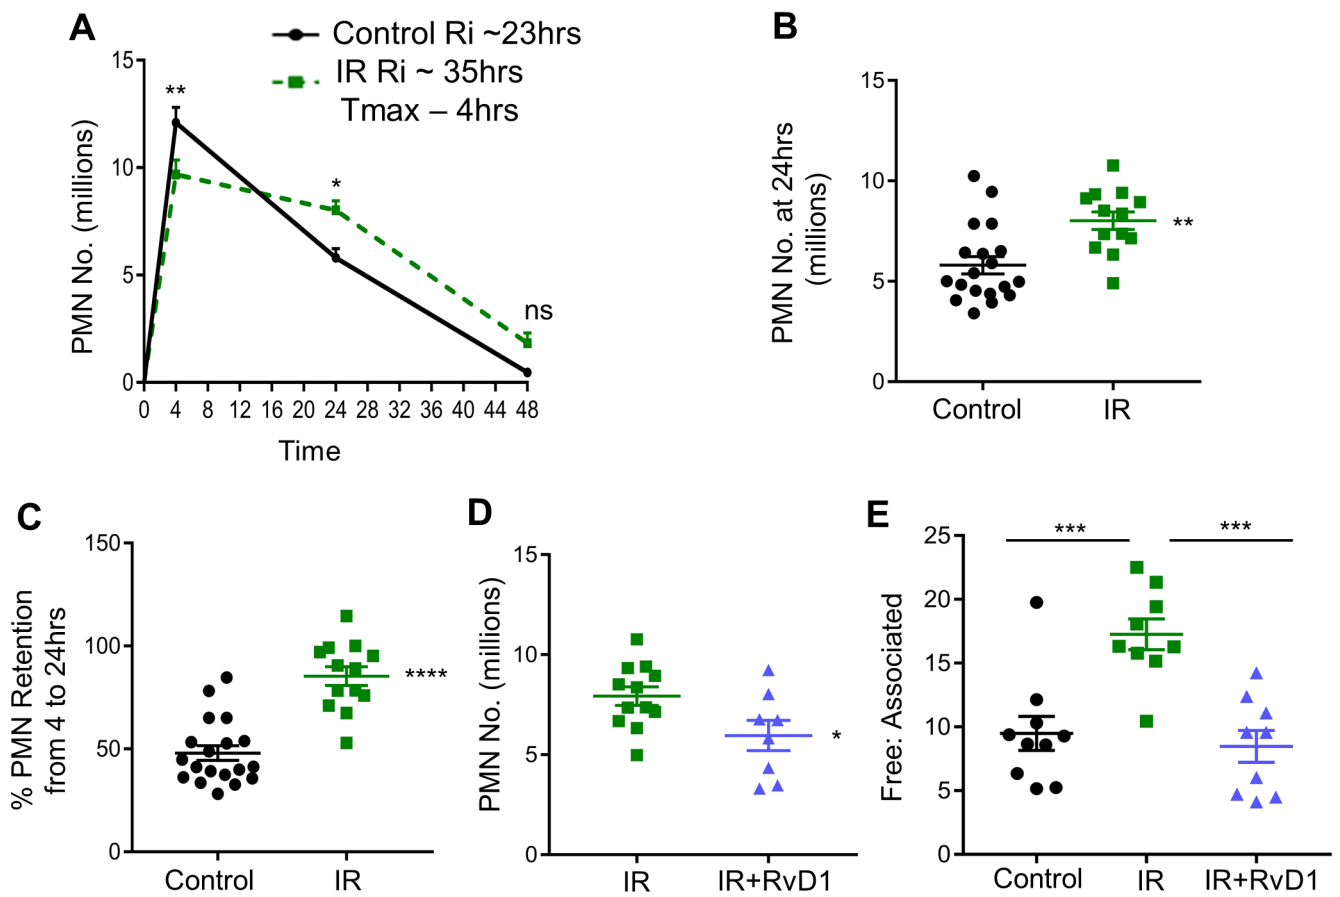 A
Control Ri ~23hrs
IR Ri ~ 35hrs
Tmax – 4hrs
PMN No. (millions)
15
10
5
0
**
*
ns
0 4 8 12 16 20 24 28 32 36 40 44 48
Time
B
PMN No. at 24hrs
(millions)
15
10
5
0
**
Control IR
C
% PMN Retention
from 4 to 24hrs
150
100
50
0
****
Control IR
D
PMN No. (millions)
15
10
5
0
*
IR IR+RvD1
E
Free: Associated
25
20
15
10
5
0
*** ***
Control IR IR+RvD1